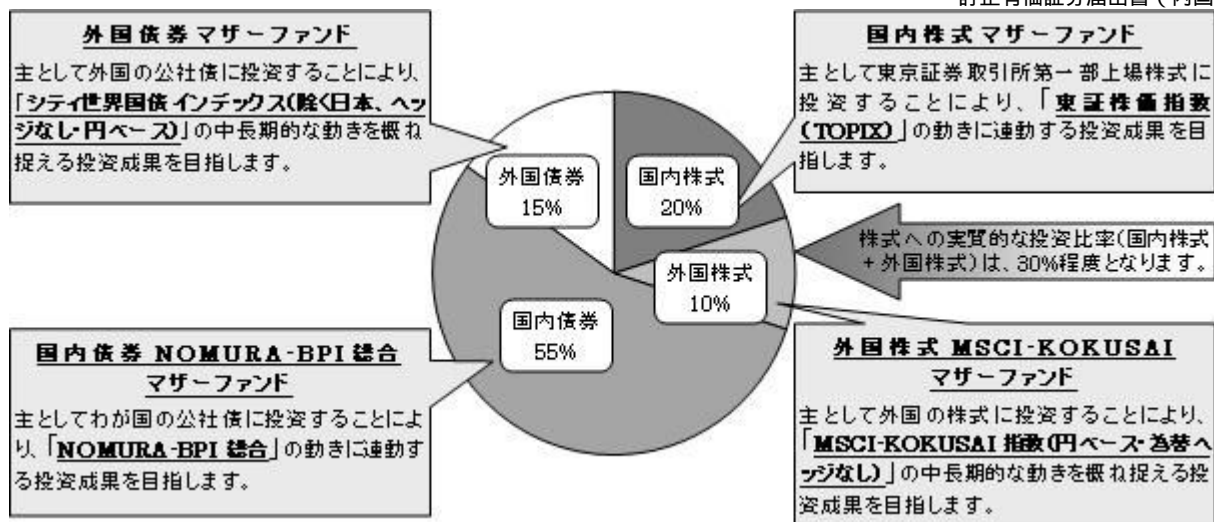 外国債券マザーファンド
主として外国の公社債に投資することにより、
「シティ世界国債インデックス(除く日本、ヘッ
ジなし・円ベース)」の中長期的な動きを概ね
捉える投資成果を目指します。
国内株式マザーファンド
主として東京証券取引所第一部上場株式に
投資することにより、「東証株価指数
(TOPIX)」の動きに連動する投資成果を目
指します。
外国債券
15%
国内株式
20%
株式への実質的な投資比率(国内株式
+外国株式)は、30%程度となります。
外国株式
10%
国内債券
55%
国内債券 NOMURA-BPI 総合
マザーファンド
主としてわが国の公社債に投資することによ
り、「NOMURA-BPI 総合」の動きに連動す
る投資成果を目指します。
外国株式 MSCI-KOKUSAI
マザーファンド
主として外国の株式に投資することにより、
「MSCI-KOKUSAI 指数(円ベース・為替ヘ
ッジなし)」の中長期的な動きを概ね捉える投
資成果を目指します。